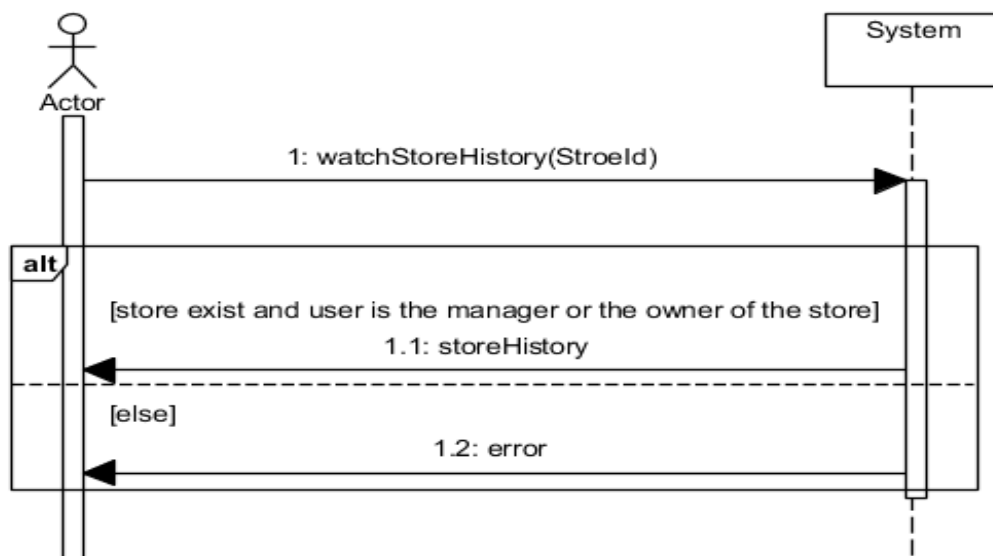 System
Actor
1: watchStoreHistory(StroeId)
alt
[store exist and user is the manager or the owner of the store]
1.1: storeHistory
[else]
1.2: error